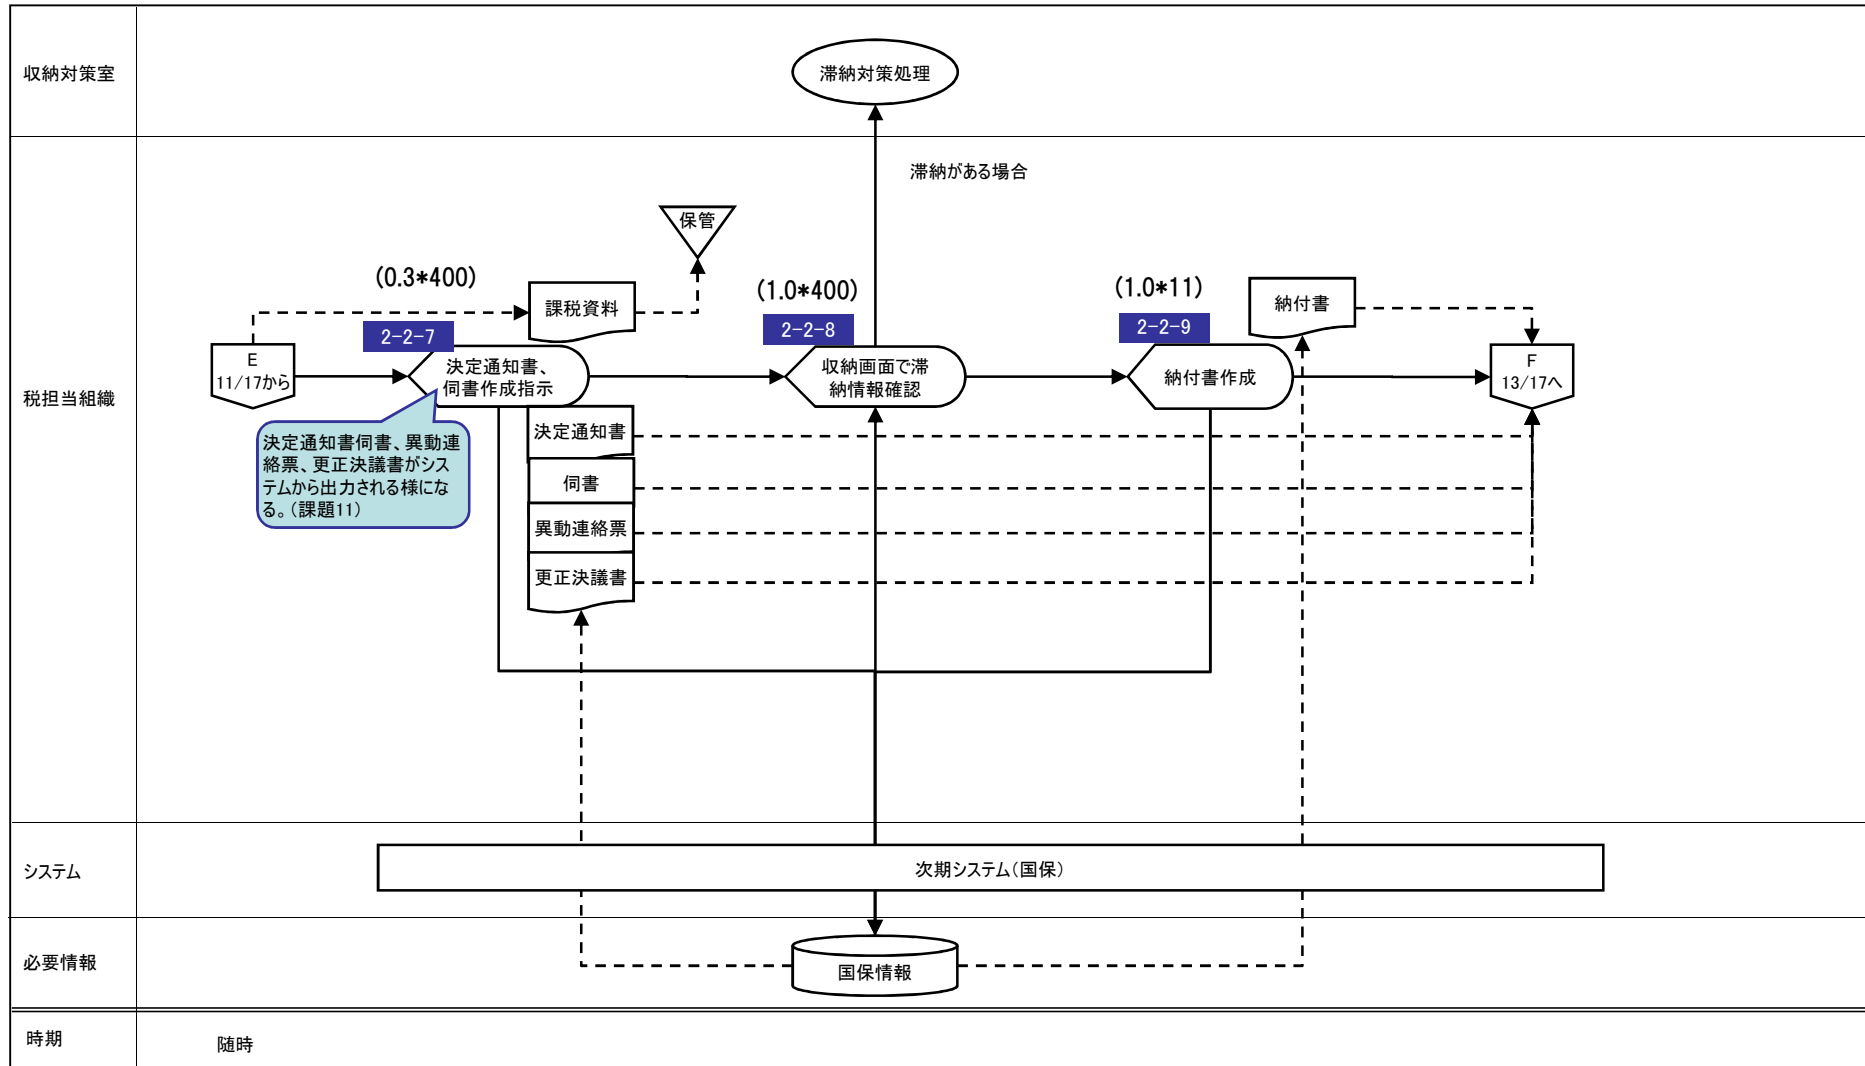 収納対策室
滞納対策処理
税担当組織
滞納がある場合
保管
(0.3*400)
課税資料
(1.0*400)
(1.0*11)
納付書
2-2-7
2-2-8
2-2-9
E
11/17から
決定通知書、
伺書作成指示
収納画面で滞
納情報確認
納付書作成
F
13/17へ
決定通知書伺書、異動連
絡票、更正決議書がシス
テムから出力される様にな
る。(課題11)
決定通知書
伺書
異動連絡票
更正決議書
システム
次期システム(国保)
必要情報
国保情報
時期
随時